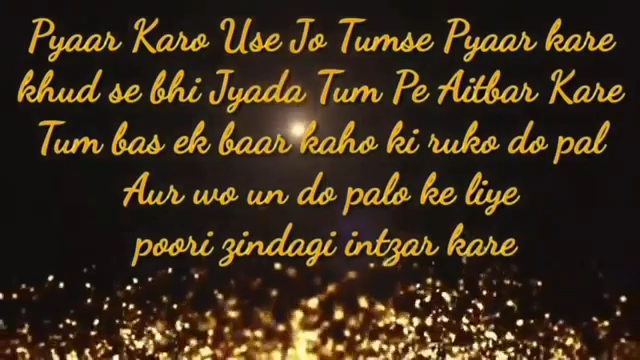 Pyaar Karo Use Jo Tumse Pyaar kare
khud se bhi Jyada Tum Pe Aitbar Kare
Tum bas ek baar kaho ki ruko do pal
Aur wo un do palo ke liye
poori zindagi intzar kare